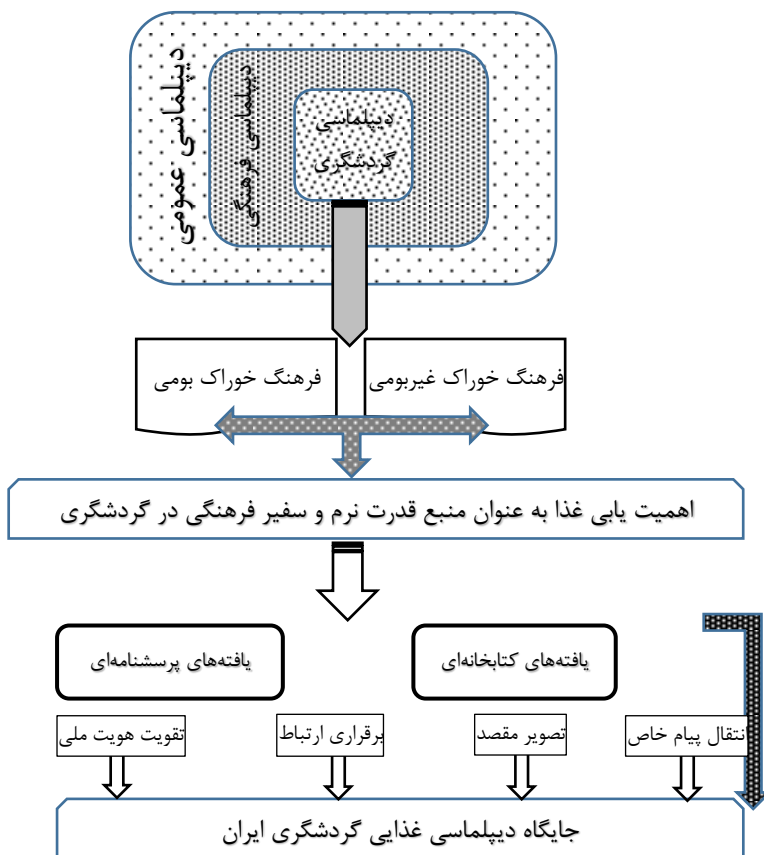 دیپلماسی عمومی
دیپلماسی فرهنگی
دیپلماسی
گردشگری
فرهنگ خوراک غیربومی
فرهنگ خوراک بومی
اهمیت یابی غذا به عنوان منبع قدرت نرم و سفیر فرهنگی در گردشگری
یافته‌های کتابخانه‌ای
یافته‌های پرسشنامه‌ای
انتقال پیام خاص
تصویر مقصد
برقراری ارتباط
تقویت هویت ملی
جایگاه دیپلماسی غذایی گردشگری ایران